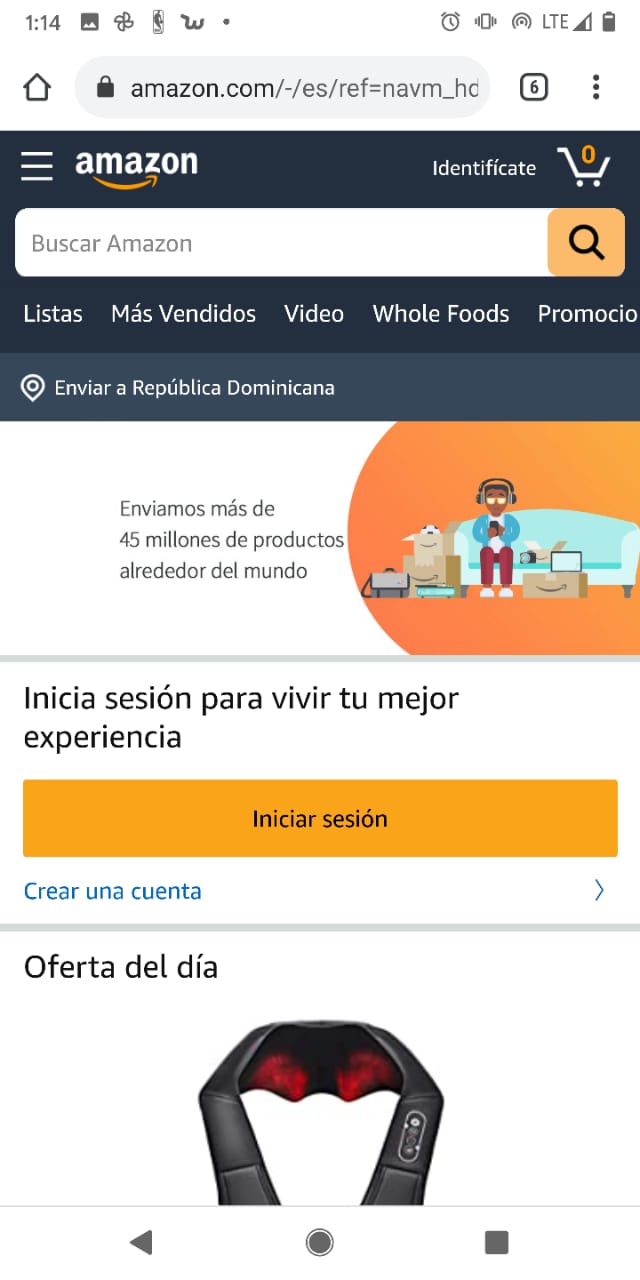 1:14
LTE
amazon.com/-/es/ref=navm_hd
6
amazon
Identifícate
0
Buscar Amazon
Listas Más Vendidos Video Whole Foods Promocio
Enviar a República Dominicana
Enviamos más de
45 millones de productos
alrededor del mundo
Inicia sesión para vivir tu mejor
experiencia
Iniciar sesión
Crear una cuenta
Oferta del día